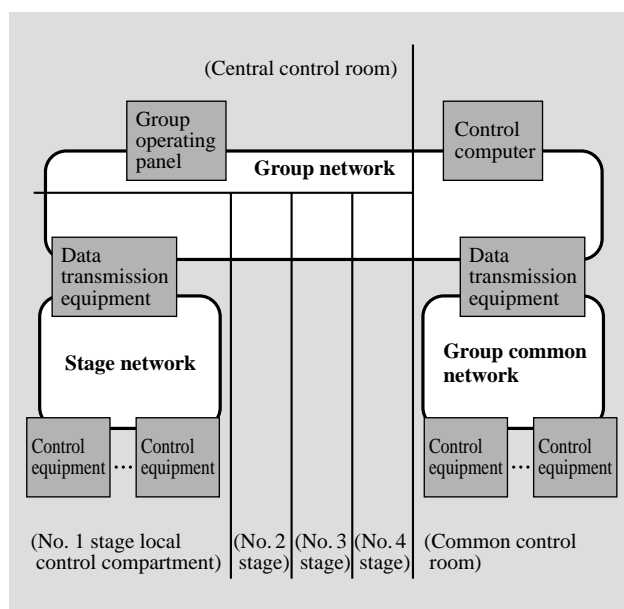 (Central control room)
Group
operating
panel
Control
computer
Group network
Data
transmission
equipment
Data
transmission
equipment
Stage network
Group common
network
Control
equipment
...
Control
equipment
Control
equipment
...
Control
equipment
(No. 1 stage local
control compartment)
(No. 2
stage)
(No. 3
stage)
(No. 4
stage)
(Common control
room)